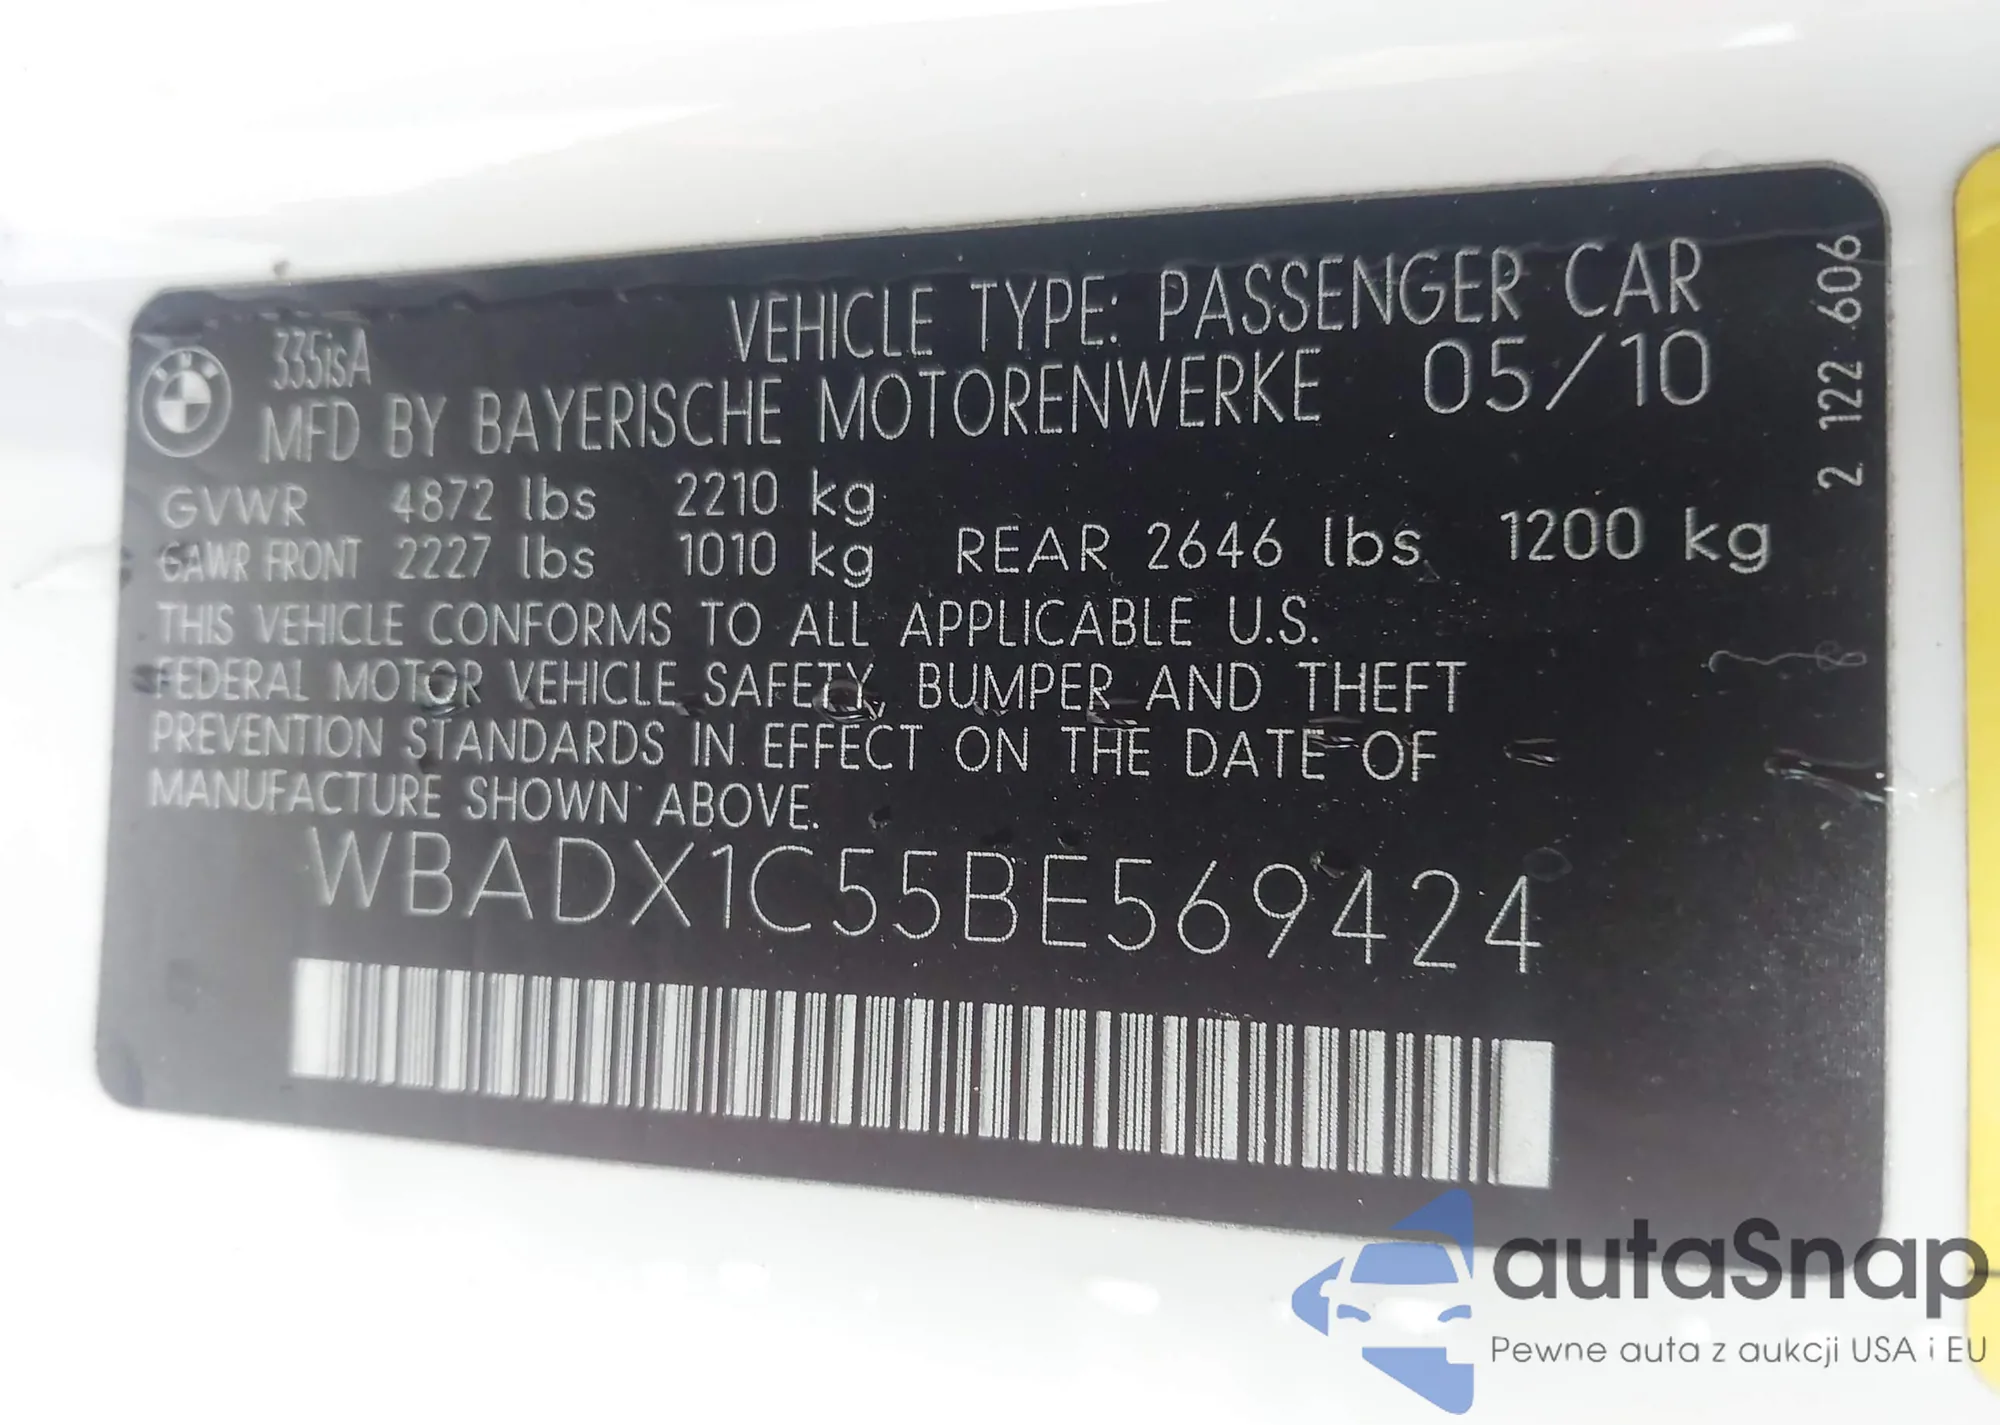 335isA
VEHICLE TYPE: PASSENGER CAR
MFD BY BAYERISCHE MOTORENWERKE 05/10
GVWR 4872 lbs 2210 kg
GAWR FRONT 2227 lbs 1010 kg REAR 2646 lbs 1200 kg
THIS VEHICLE CONFORMS TO ALL APPLICABLE U.S.
FEDERAL MOTOR VEHICLE SAFETY, BUMPER AND THEFT
PREVENTION STANDARDS IN EFFECT ON THE DATE OF
MANUFACTURE SHOWN ABOVE.
WBADX1C55BE569424
2 122 606
BMW
autaSnap
Pewne auta z aukcji USA i EU